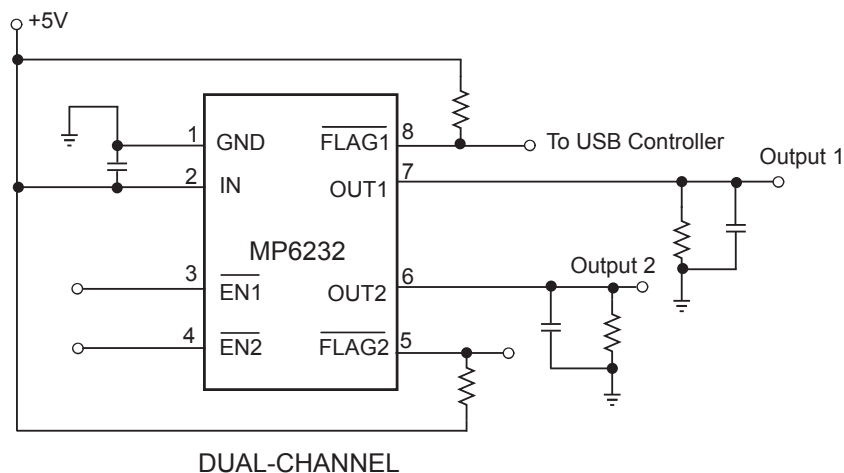 +5V
1
GND
FLAG1
8
To USB Controller
2
IN
OUT1
7
Output 1
MP6232
3
EN1
OUT2
6
Output 2
4
EN2
FLAG2
5
DUAL-CHANNEL